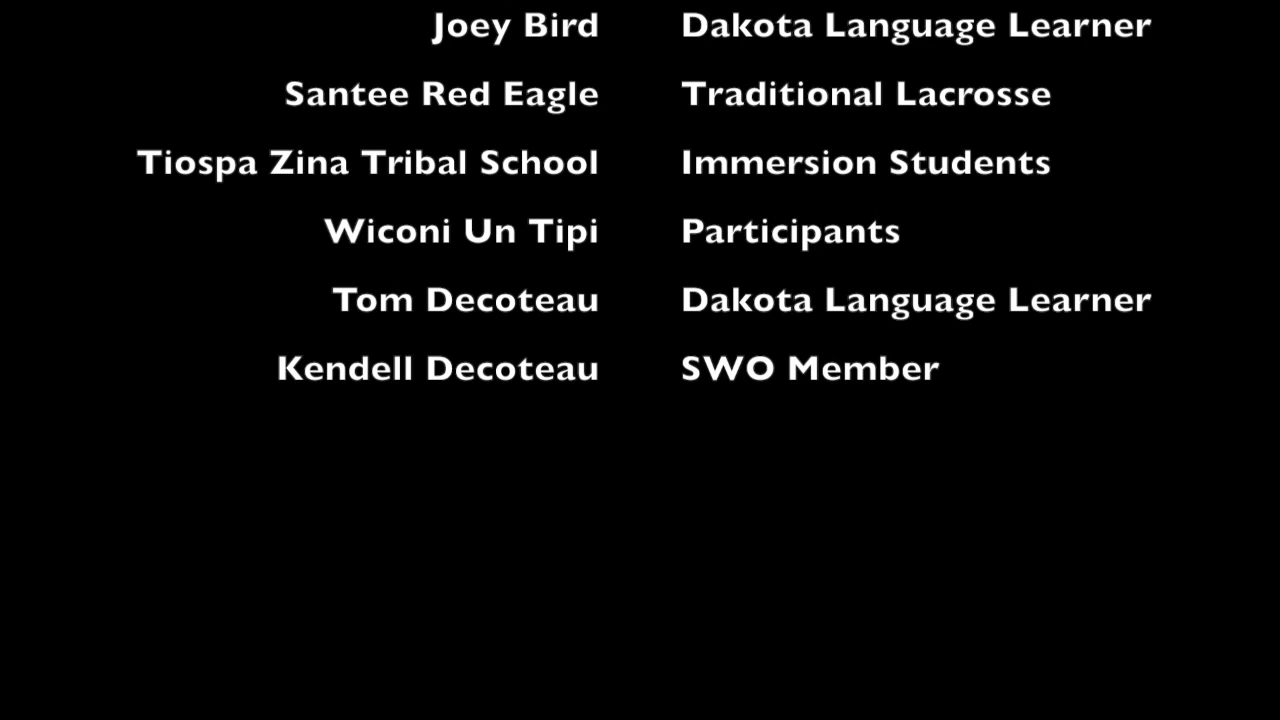 Joey Bird Dakota Language Learner
Santee Red Eagle Traditional Lacrosse
Tiospa Zina Tribal School Immersion Students
Wiconi Un Tipi Participants
Tom Decoteau Dakota Language Learner
Kendell Decoteau SWO Member